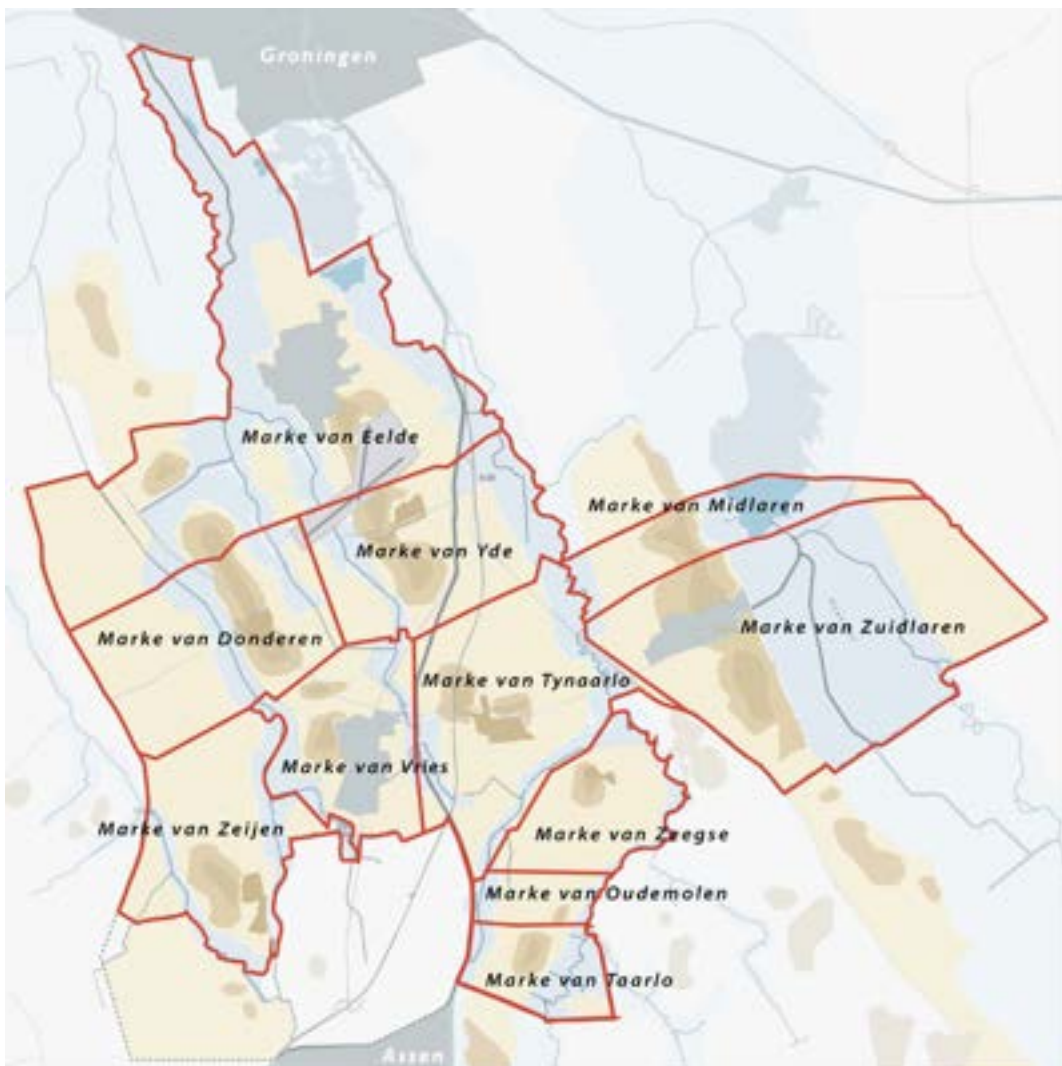 Groningen
Marke van Eelde
Marke van Midlaren
Marke van Yde
Marke van Zuidlaren
Marke van Donderen
Marke van Tynaarlo
Marke van Vries
Marke van Zeijen
Marke van Zeegse
Marke van Oudemolen
Marke van Taarlo
Assen